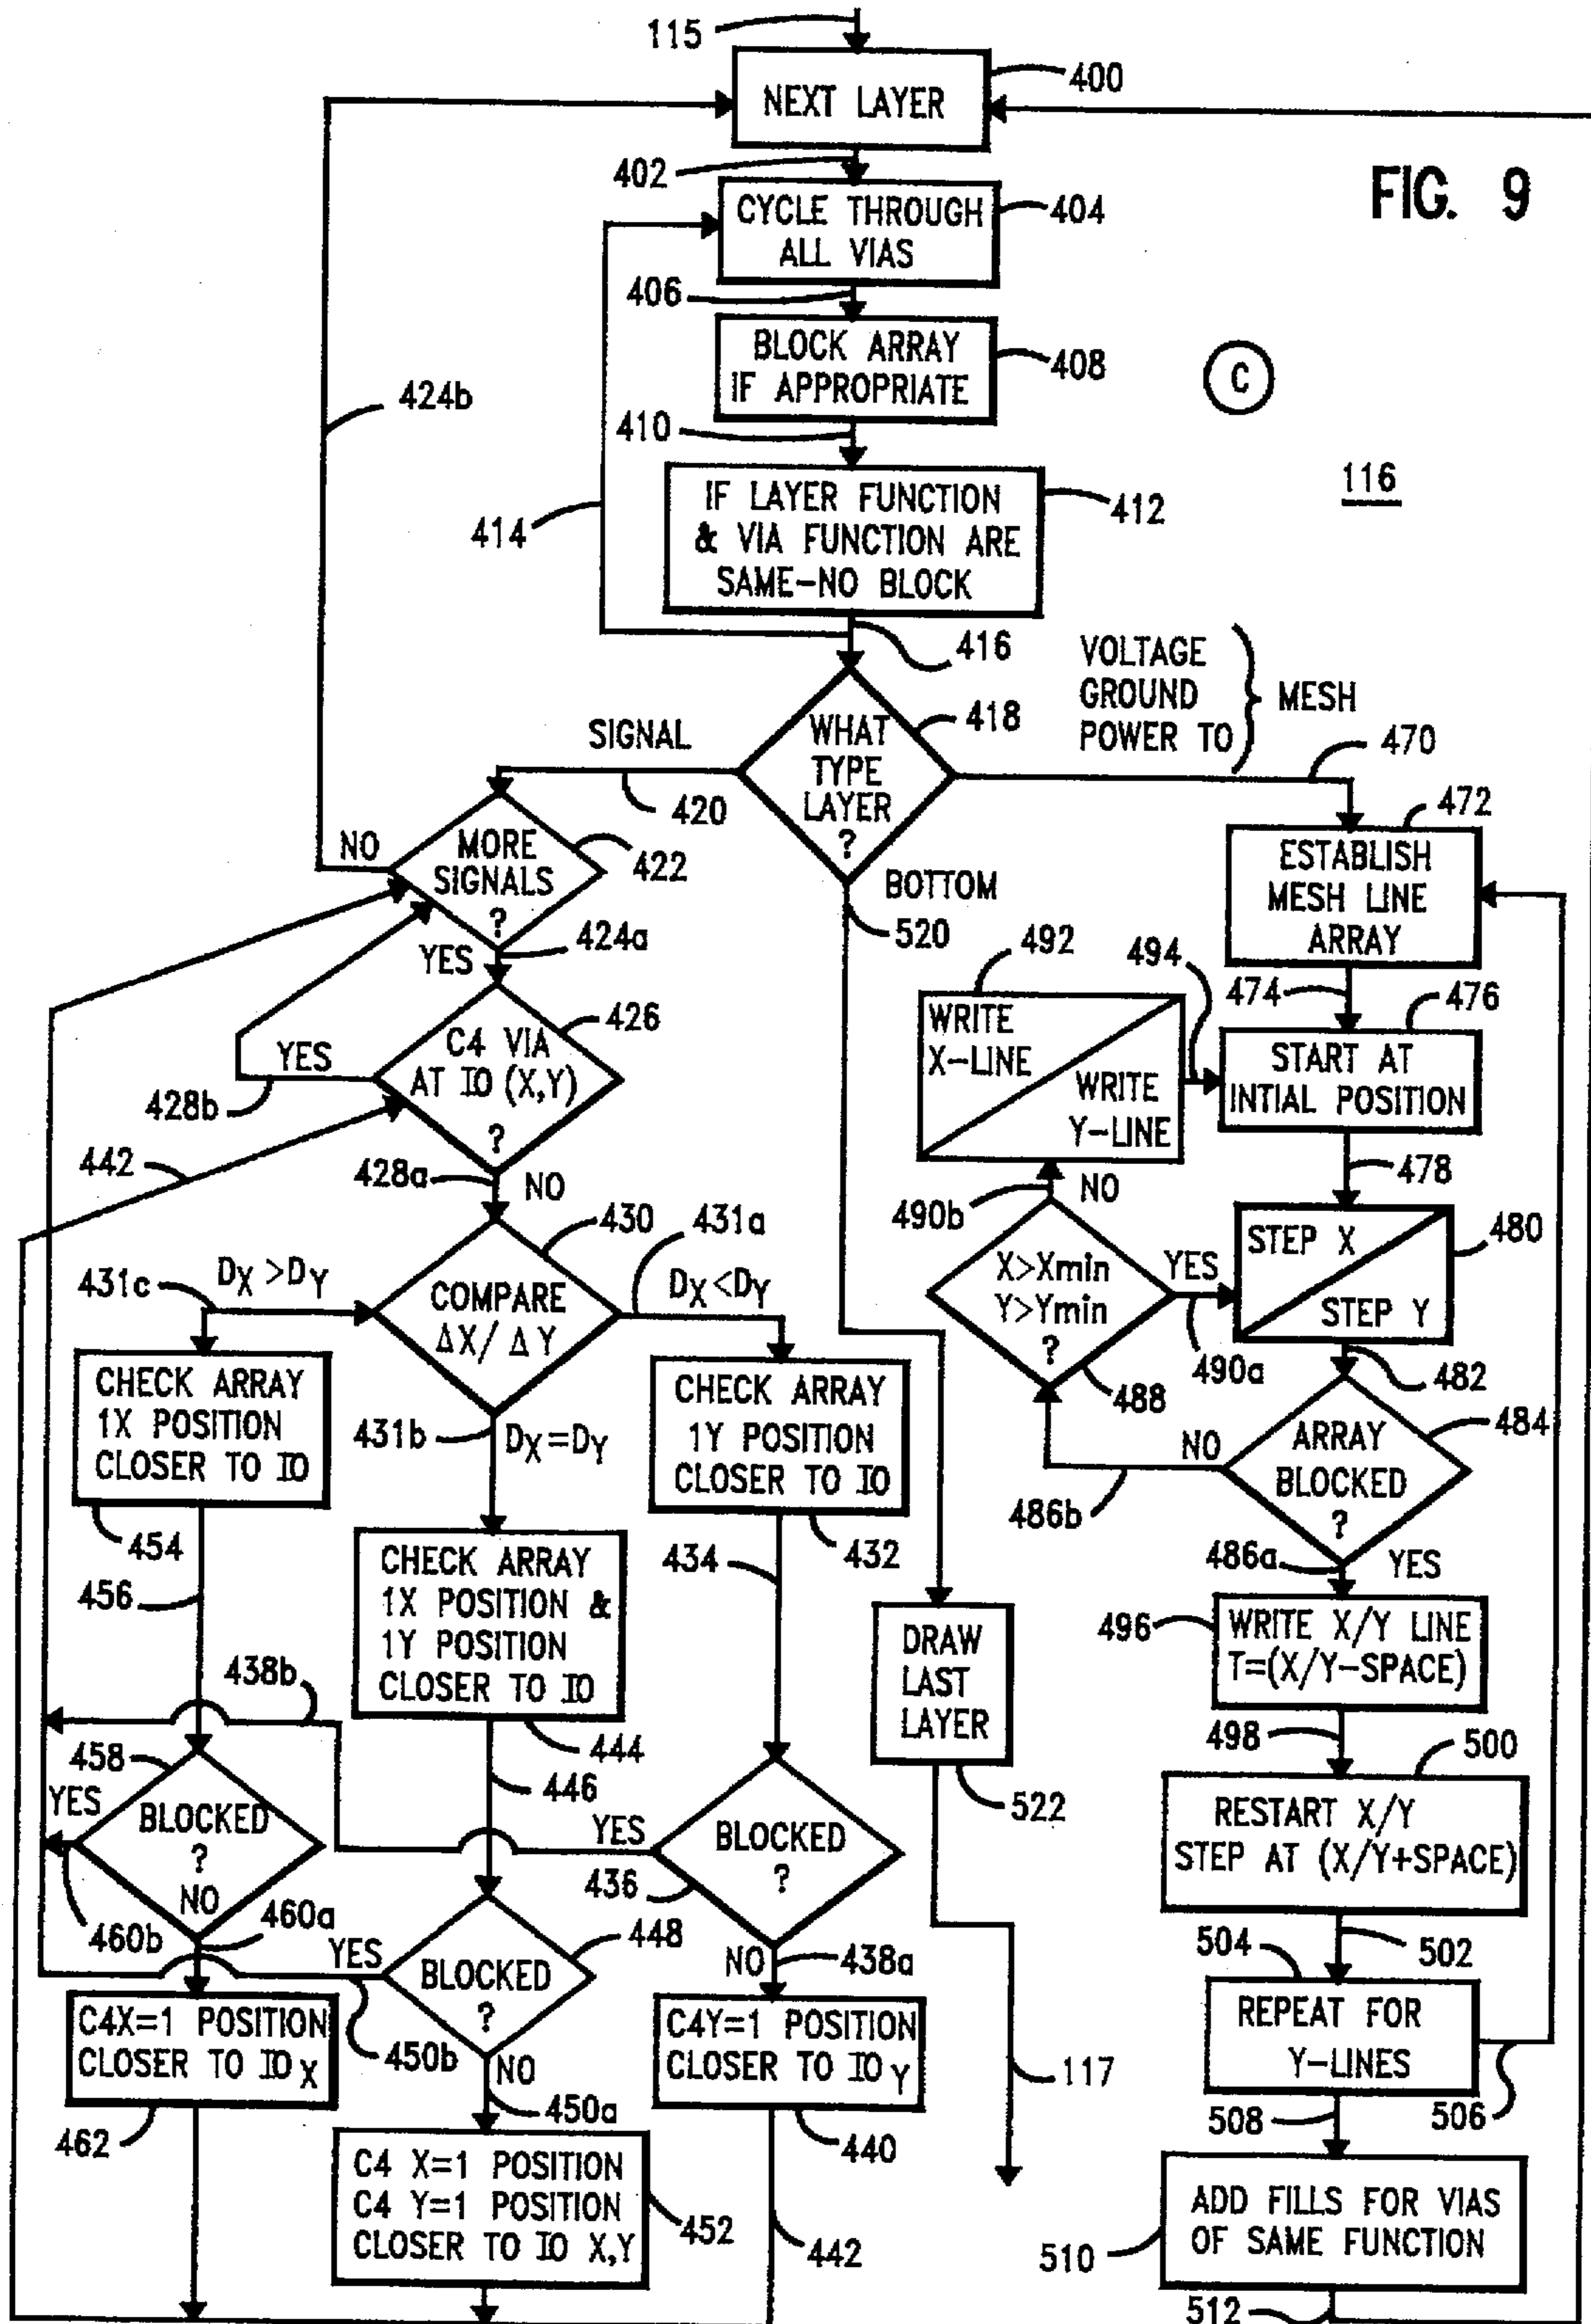 115
NEXT LAYER
400
402
FIG. 9
CYCLE THROUGH
ALL VIAS
404
406
BLOCK ARRAY
IF APPROPRIATE
408
C
424b
410
IF LAYER FUNCTION
& VIA FUNCTION ARE
SAME-NO BLOCK
412
116
414
416
VOLTAGE
GROUND
POWER TO
MESH
SIGNAL
WHAT
TYPE
LAYER
?
418
470
420
NO
MORE
SIGNALS
?
422
BOTTOM
520
472
ESTABLISH
MESH LINE
ARRAY
YES
424a
492
494
474
476
YES
C4 VIA
AT IO (X,Y)
?
426
428b
WRITE
X-LINE
WRITE
Y-LINE
START AT
INTIAL POSITION
442
428a
NO
490b
NO
478
430
431a
431c
DX >DY
COMPARE
ΔX/ ΔY
DX<DY
X>Xmin
Y>Ymin
?
YES
STEP X
STEP Y
480
488
490a
482
CHECK ARRAY
1X POSITION
CLOSER TO IO
431b
DX=DY
CHECK ARRAY
1Y POSITION
CLOSER TO IO
NO
ARRAY
BLOCKED
?
484
486b
454
432
434
486a
YES
456
CHECK ARRAY
1X POSITION &
1Y POSITION
CLOSER TO IO
DRAW
LAST
LAYER
496
WRITE X/Y LINE
T=(X/Y-SPACE)
438b
444
498
500
458
446
522
YES
BLOCKED
?
NO
YES
BLOCKED
?
436
RESTART X/Y
STEP AT (X/Y+SPACE)
460b
460a
YES
BLOCKED
?
448
NO
438a
504
502
C4X=1 POSITION
CLOSER TO IO X
450b
NO
C4Y=1 POSITION
CLOSER TO IO Y
117
REPEAT FOR
Y-LINES
450a
508
506
462
440
C4 X=1 POSITION
C4 Y=1 POSITION
CLOSER TO IO X,Y
452
442
510
ADD FILLS FOR VIAS
OF SAME FUNCTION
512